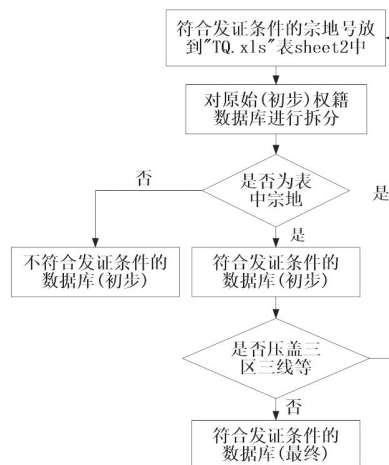 符合发证条件的宗地号放
到"TQ.xls"表sheet2中
对原始(初步)权籍
数据库进行拆分
否
是否为表
中宗地
是
是
不符合发证条件的
数据库(初步)
符合发证条件的
数据库(初步)
是否压盖三
区三线等
否
符合发证条件的
数据库(最终)